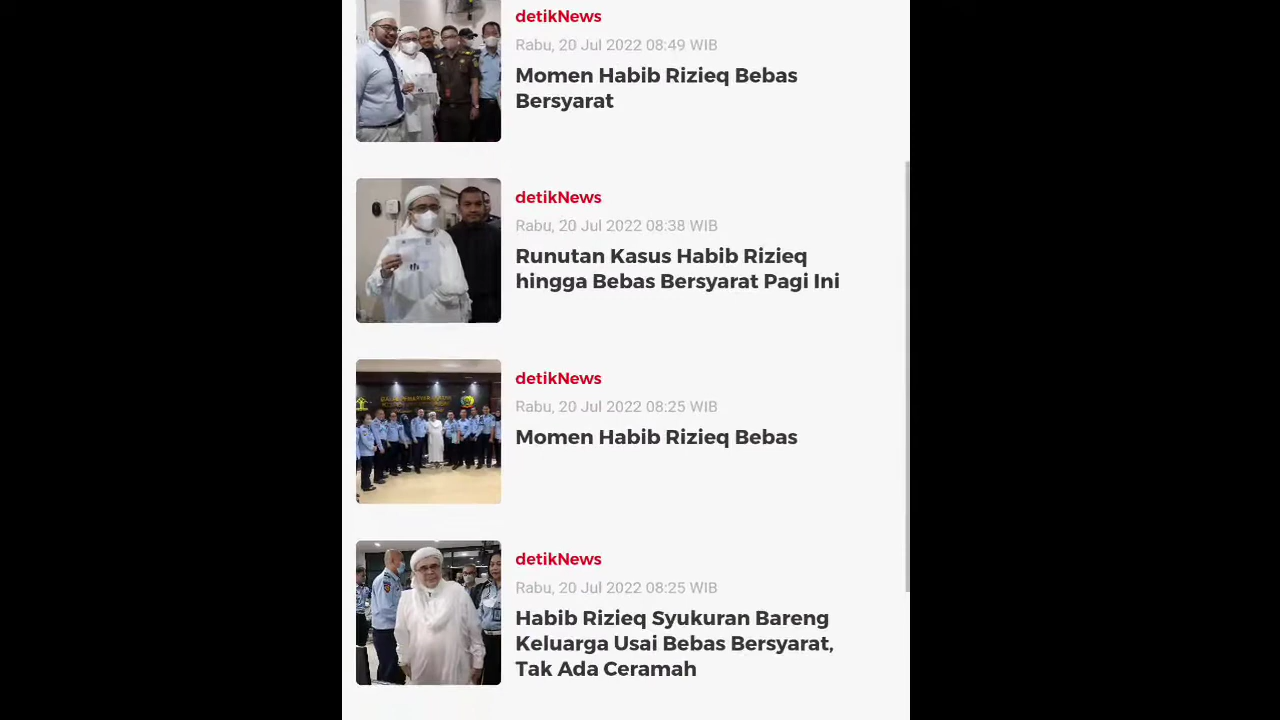 detikNews
Rabu, 20 Jul 2022 08:49 WIB
Momen Habib Rizieq Bebas
Bersyarat
detikNews
Rabu, 20 Jul 2022 08:38 WIB
Runutan Kasus Habib Rizieq
hingga Bebas Bersyarat Pagi Ini
detikNews
Rabu, 20 Jul 2022 08:25 WIB
Momen Habib Rizieq Bebas
detikNews
Rabu, 20 Jul 2022 08:25 WIB
Habib Rizieq Syukuran Bareng
Keluarga Usai Bebas Bersyarat,
Tak Ada Ceramah